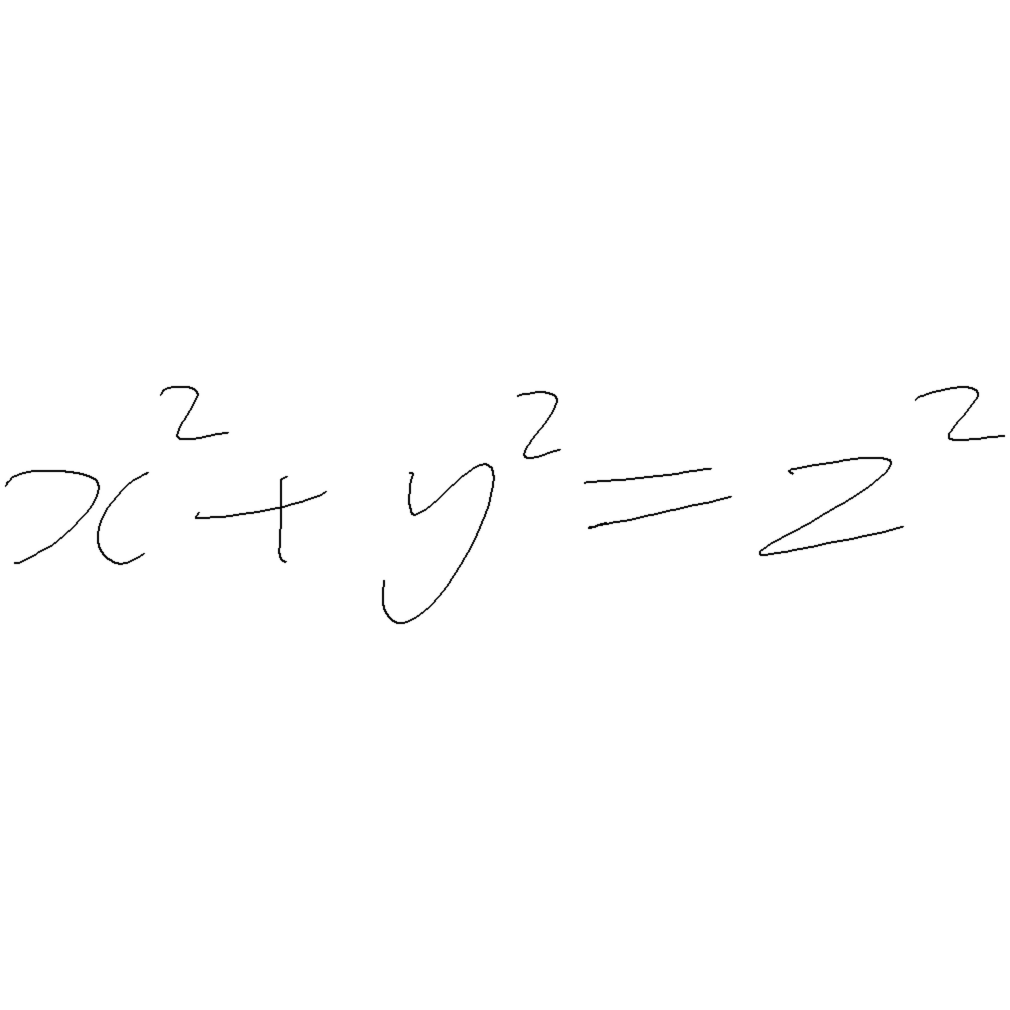 x² + y² = z²